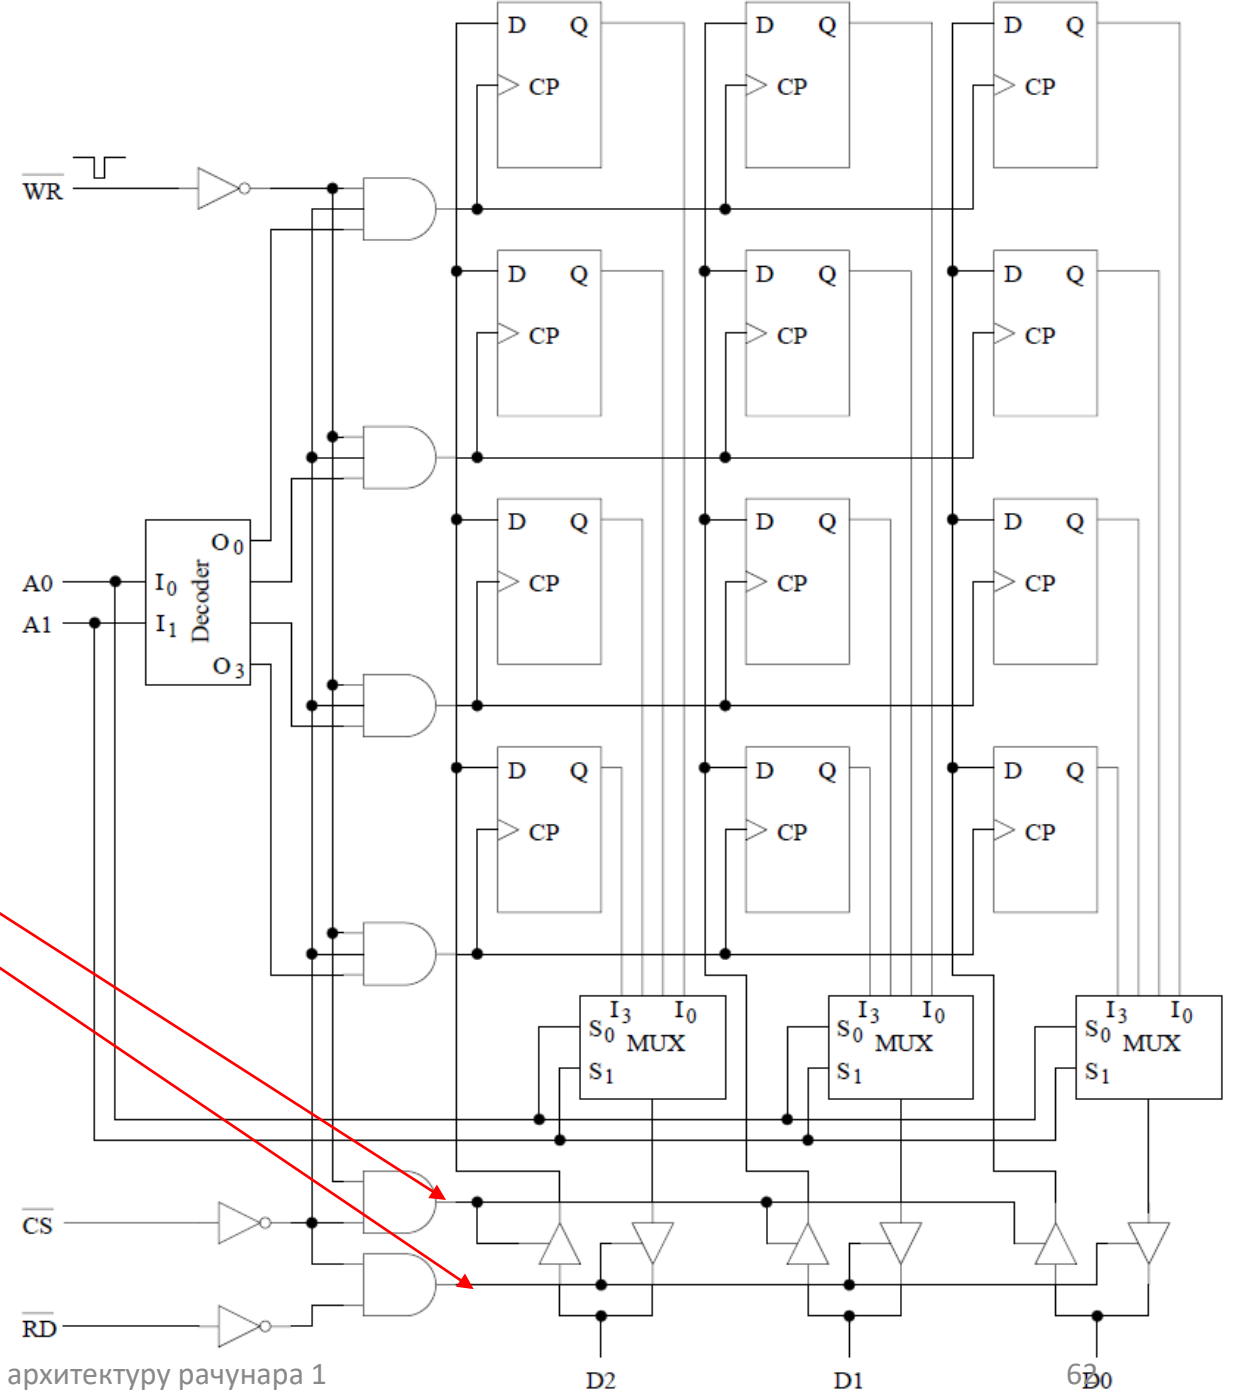 D Q D Q D Q
CP CP CP
WR
D Q D Q D Q
CP CP CP
D Q D Q D Q
O0
A0 I0 Decoder CP CP CP
A1 I1
O3
D Q D Q D Q
CP CP CP
I3 I0 I3 I0 I3 I0
S0 MUX S0 MUX S0 MUX
S1 S1 S1
CS
RD
архитектуру рачунара 1 62
D2 D1 D0